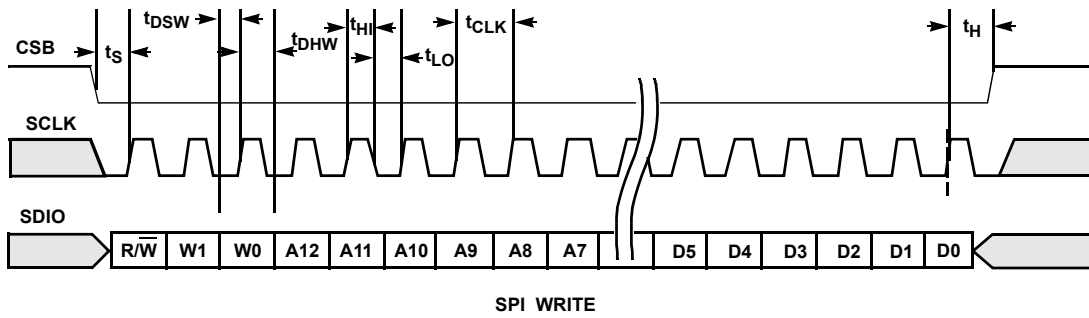 tDSW tHI tCLK tH
CSB tS tDHW tLO
SCLK
SDIO
R/W̅ W1 W0 A12 A11 A10 A9 A8 A7 D5 D4 D3 D2 D1 D0
SPI WRITE